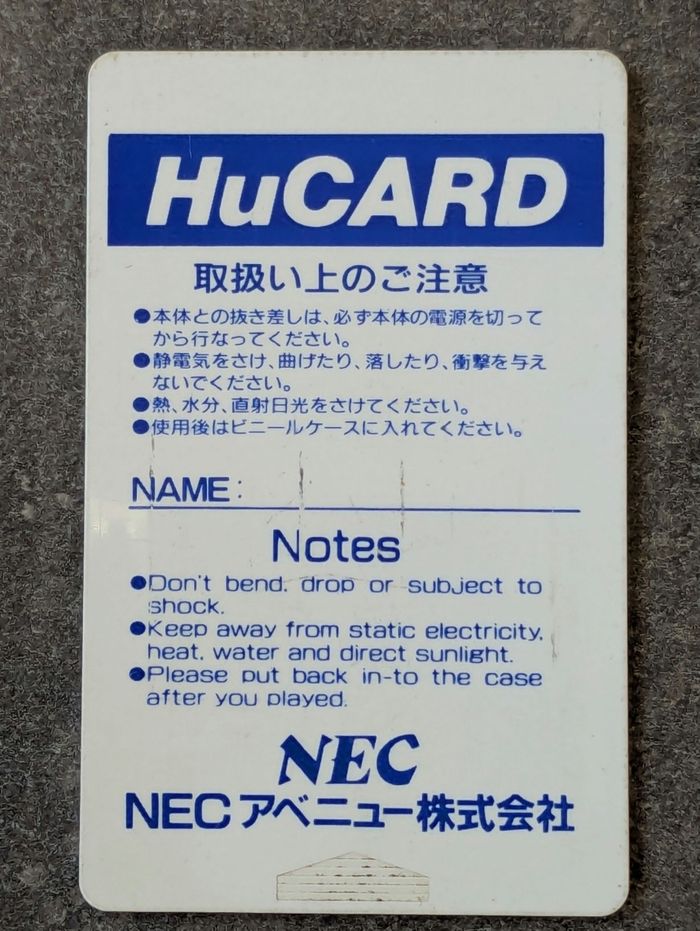 HuCARD
取扱い上のご注意
●本体との抜き差しは、必ず本体の電源を切って
から行なってください。
●静電気をさけ、曲げたり、落したり、衝撃を与え
ないでください。
●熱、水分、直射日光をさけてください。
●使用後はビニールケースに入れてください。
NAME:
Notes
●Don't bend, drop or subject to
shock.
●Keep away from static electricity,
heat, water and direct sunlight.
●Please put back in-to the case
after you played.
NEC
NECアベニュー株式会社